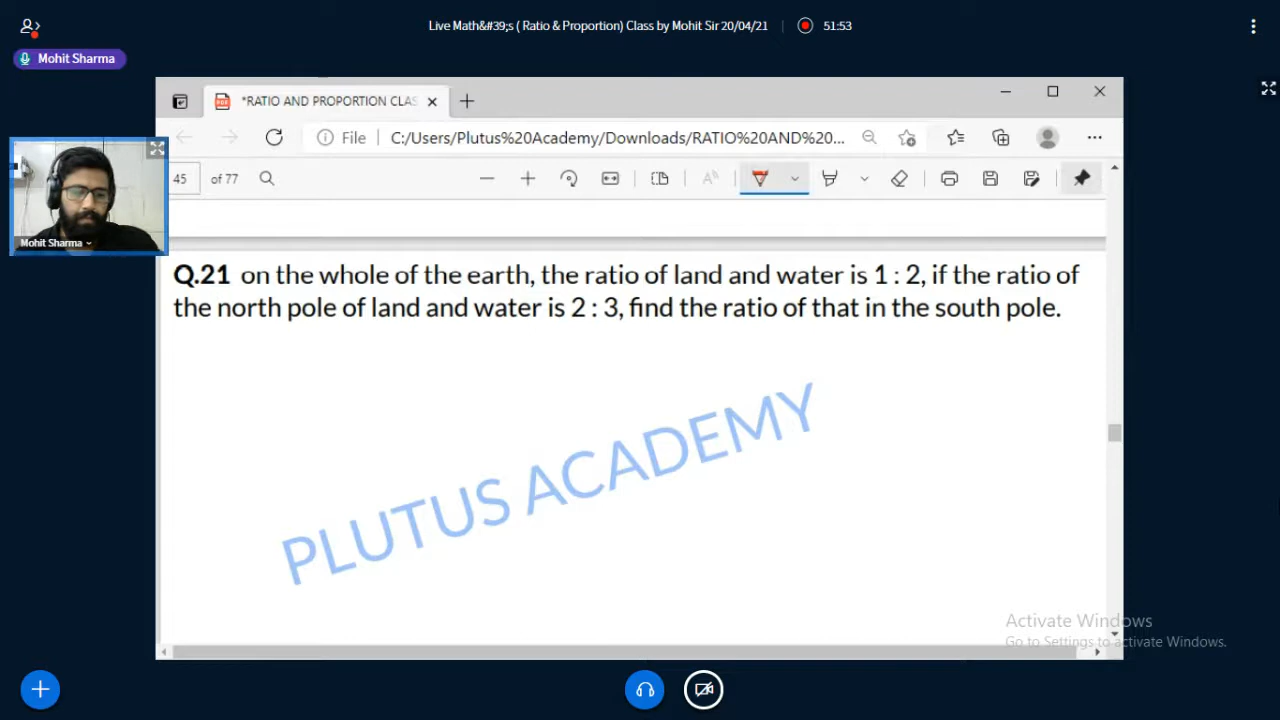 Live Math&#39;s ( Ratio & Proportion) Class by Mohit Sir 20/04/21
51:53
Mohit Sharma
*RATIO AND PROPORTION CLAS
File
C:/Users/Plutus%20Academy/Downloads/RATIO%20AND%20...
45 of 77
Mohit Sharma
Q.21 on the whole of the earth, the ratio of land and water is 1 : 2, if the ratio of
the north pole of land and water is 2 : 3, find the ratio of that in the south pole.
PLUTUS ACADEMY
Activate Windows
Go to Settings to activate Windows.